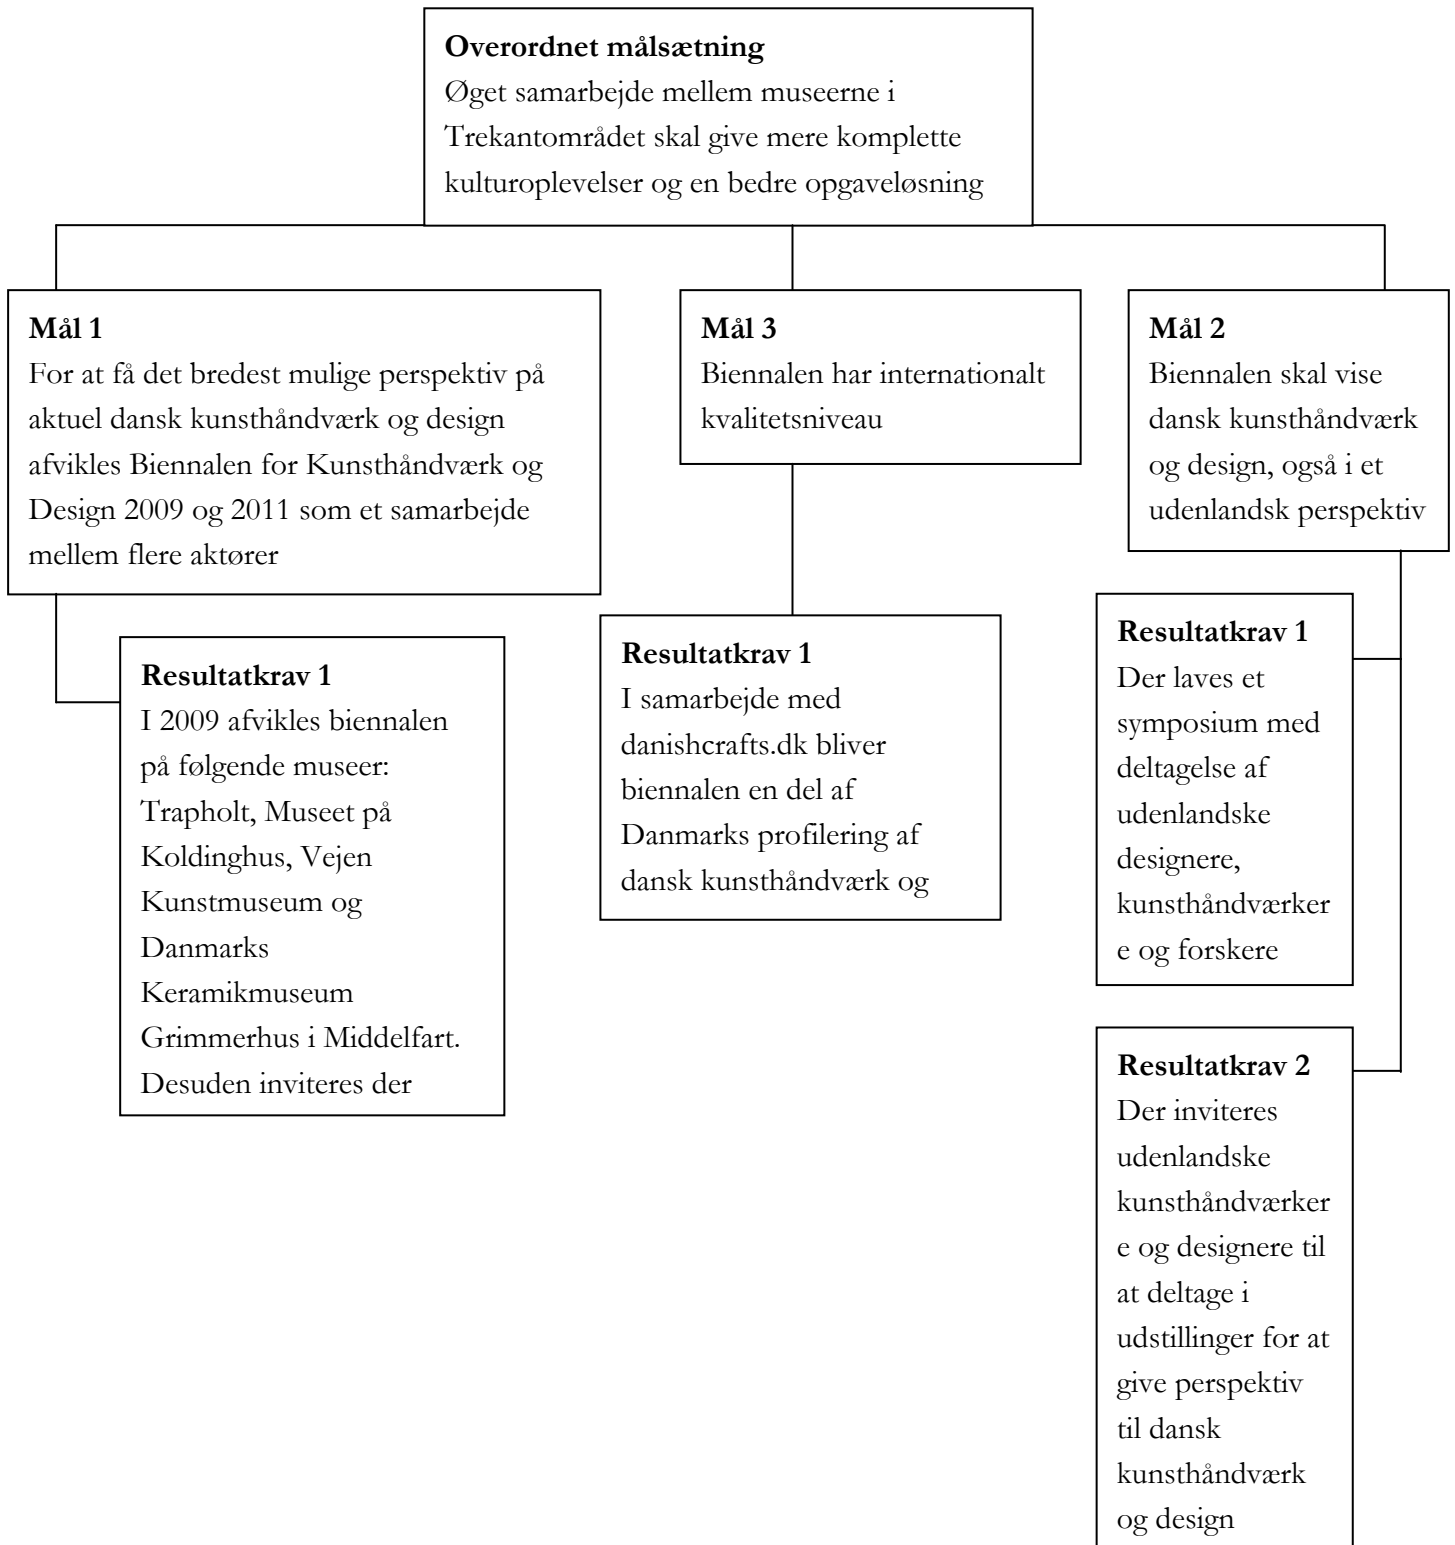 Overordnet målsætning
Øget samarbejde mellem museerne i
Trekantområdet skal give mere komplette
kulturoplevelser og en bedre opgaveløsning
Mål 1
For at få det bredest mulige perspektiv på
aktuel dansk kunsthåndværk og design
afvikles Biennalen for Kunsthåndværk og
Design 2009 og 2011 som et samarbejde
mellem flere aktører
Mål 3
Biennalen har internationalt
kvalitetsniveau
Mål 2
Biennalen skal vise
dansk kunsthåndværk
og design, også i et
udenlandsk perspektiv
Resultatkrav 1
I 2009 afvikles biennalen
på følgende museer:
Trapholt, Museet på
Koldinghus, Vejen
Kunstmuseum og
Danmarks
Keramikmuseum
Grimmerhus i Middelfart.
Desuden inviteres der
Resultatkrav 1
I samarbejde med
danishcrafts.dk bliver
biennalen en del af
Danmarks profilering af
dansk kunsthåndværk og
Resultatkrav 1
Der laves et
symposium med
deltagelse af
udenlandske
designere,
kunsthåndværker
e og forskere
Resultatkrav 2
Der inviteres
udenlandske
kunsthåndværker
e og designere til
at deltage i
udstillinger for at
give perspektiv
til dansk
kunsthåndværk
og design